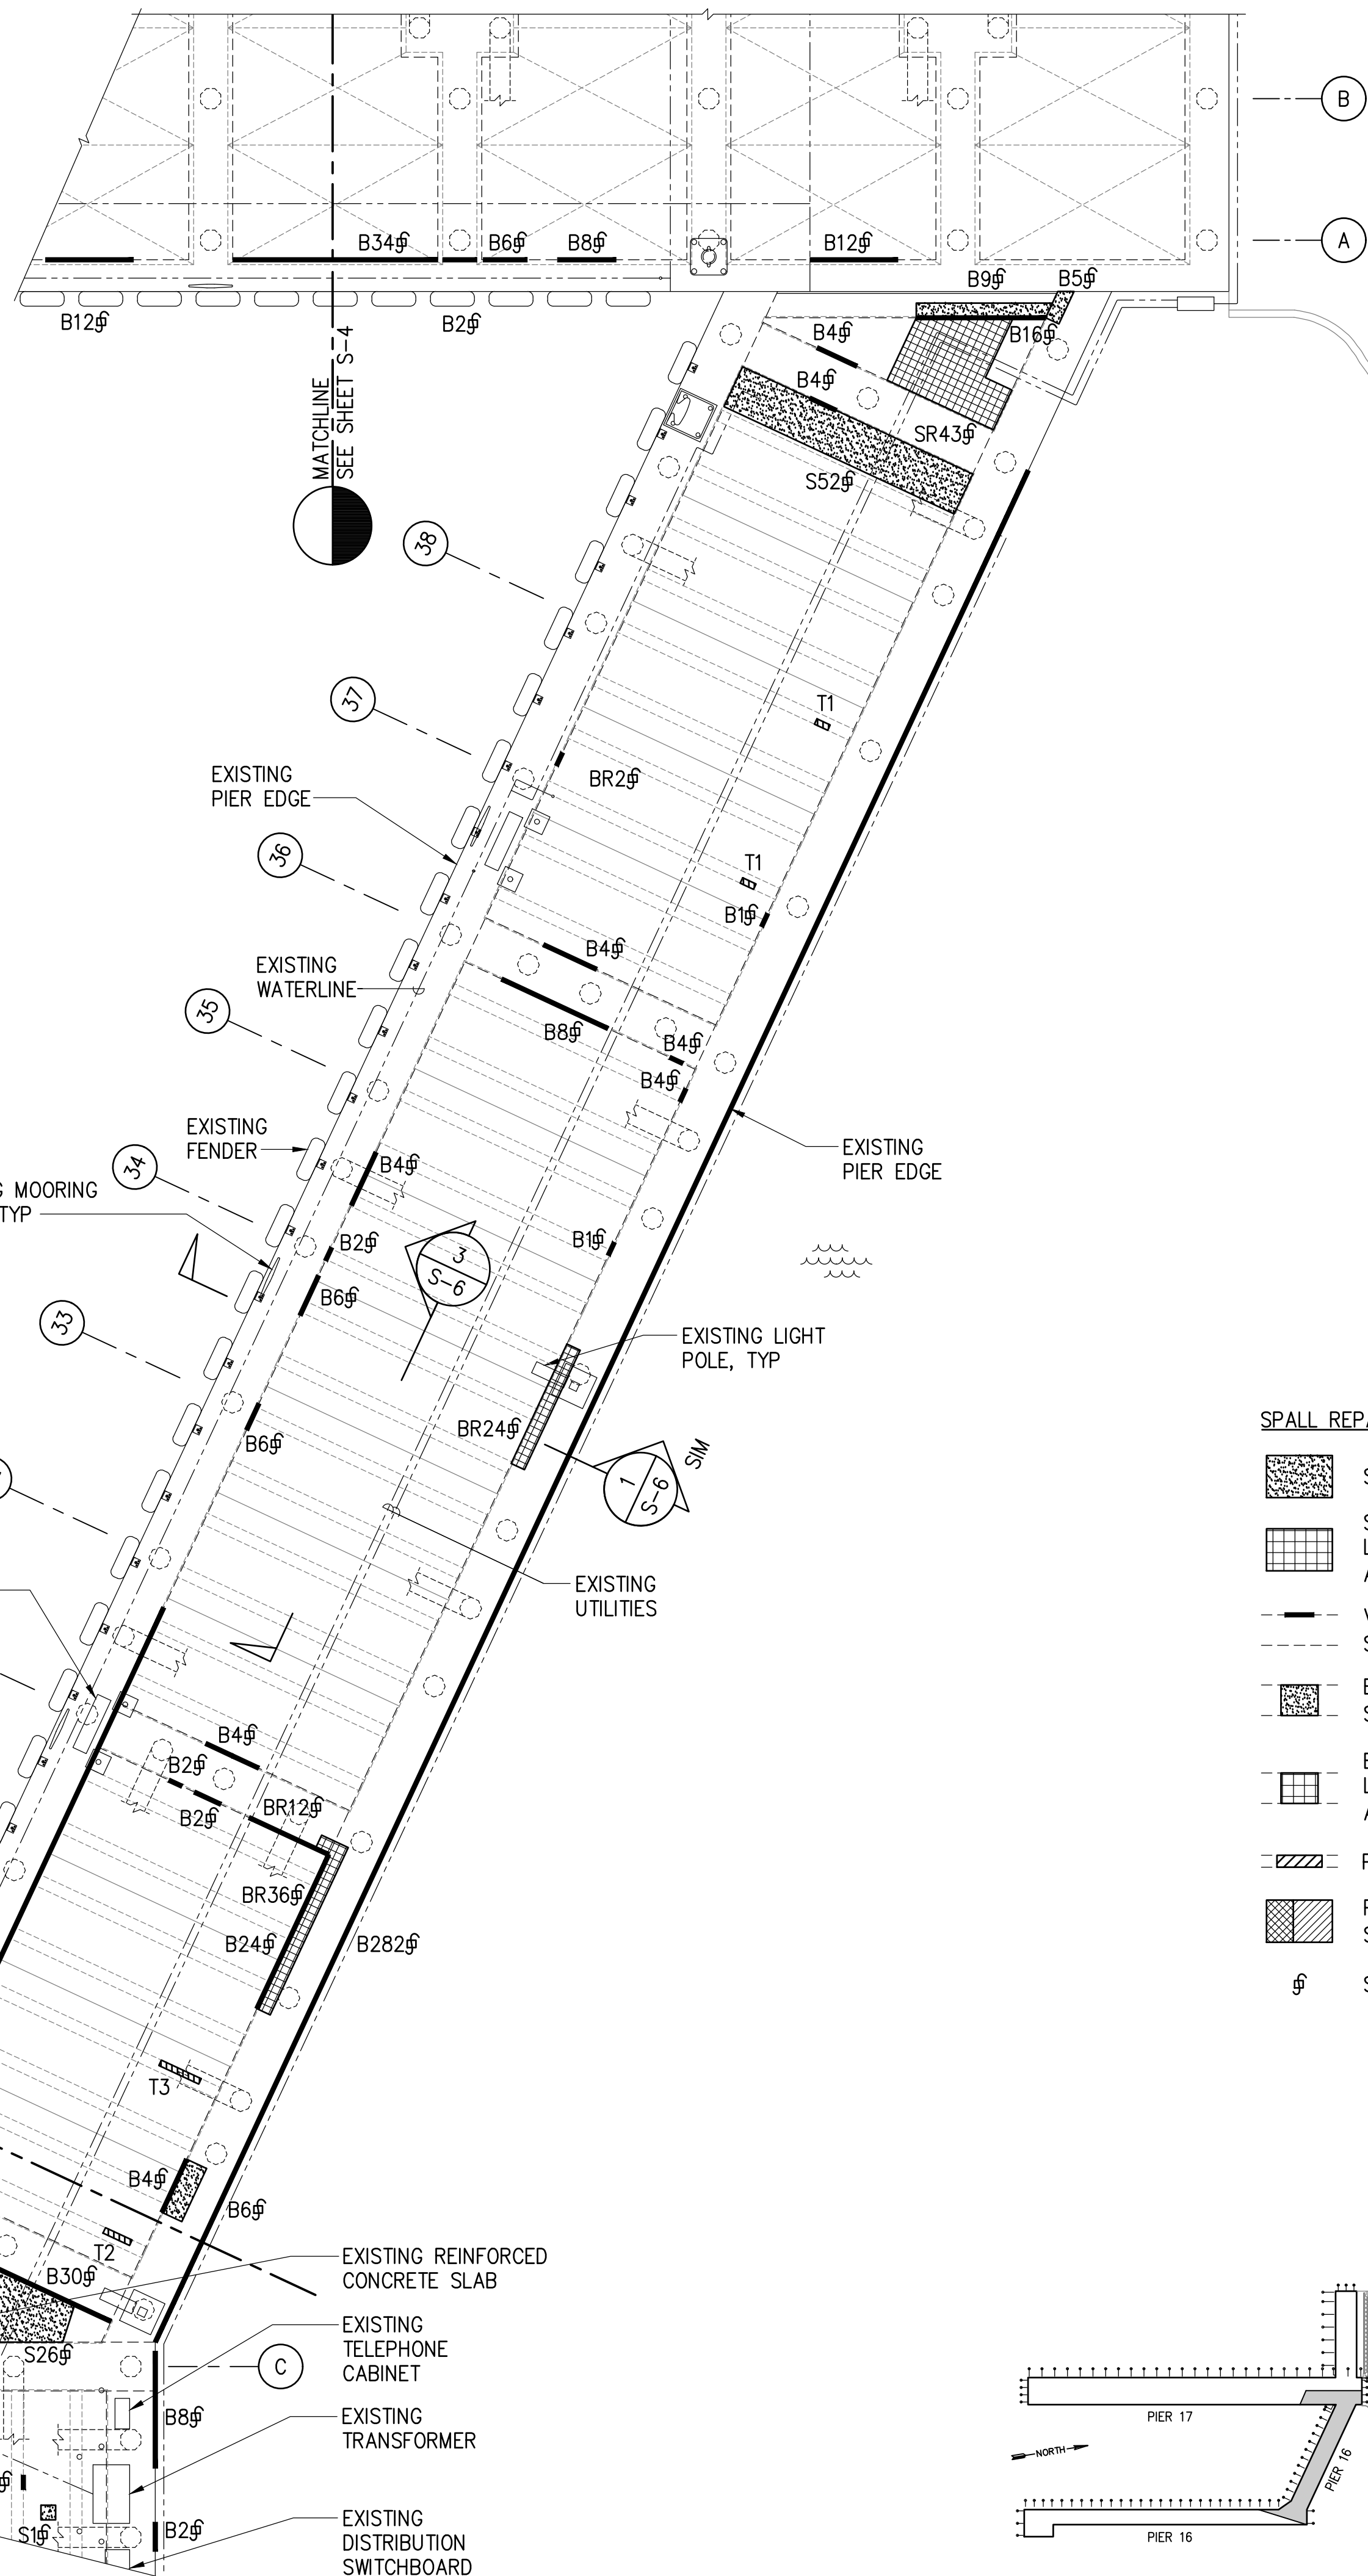 B
A
B34
B6
B8
B12
B9
B5
B12
B2
B4
B16
B4
MATCHLINE
SEE SHEET S-4
SR43
S52
38
37
T1
EXISTING
PIER EDGE
BR2
36
T1
B1
B4
EXISTING
WATERLINE
35
B8
B4
B4
EXISTING
FENDER
EXISTING
PIER EDGE
34
B4
MOORING
TYP
B2
3
S-6
B1
B6
33
EXISTING LIGHT
POLE, TYP
BR24
B6
1
S-6
SIM
EXISTING
UTILITIES
B4
B2
B2
BR12
BR36
B24
B282
T3
B4
B6
T2
B30
EXISTING REINFORCED
CONCRETE SLAB
S26
EXISTING
TELEPHONE
CABINET
C
B8
EXISTING
TRANSFORMER
S1
B2
EXISTING
DISTRIBUTION
SWITCHBOARD
SPALL
PIER 17
NORTH
PIER 16
PIER 16